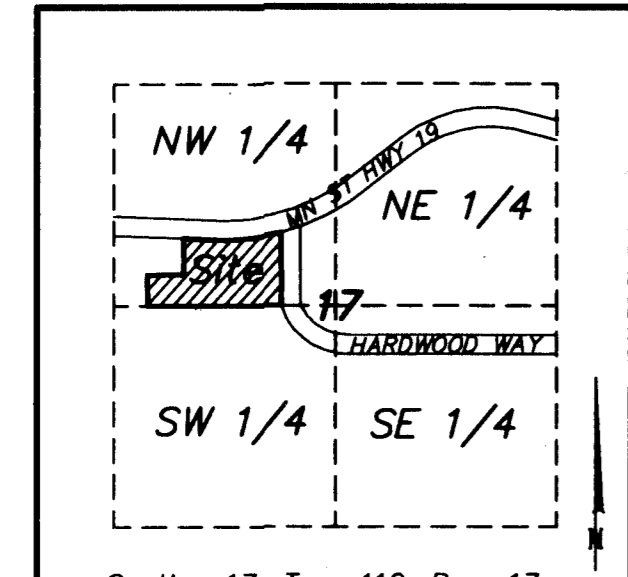 NW 1/4
MN ST HWY 19
NE 1/4
Site
17
HARDWOOD WAY
SW 1/4
SE 1/4
N